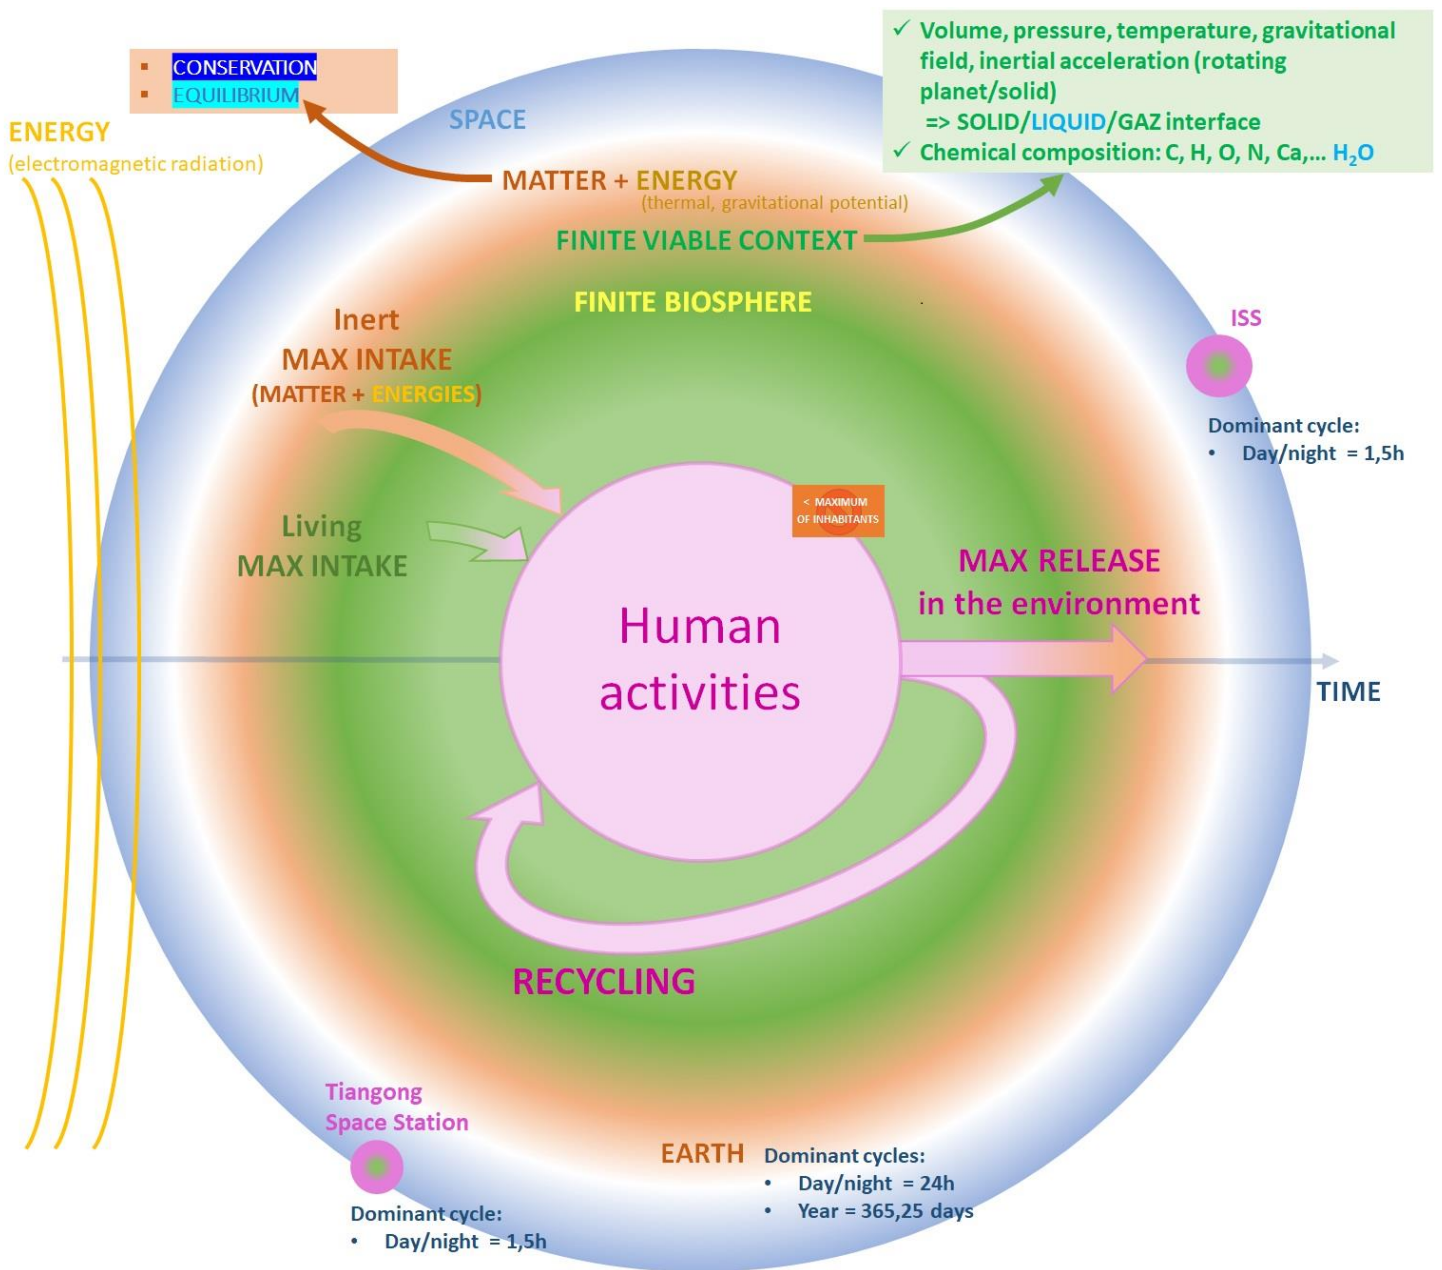 CONSERVATION
EQUILIBRIUM
ENERGY
(electromagnetic radiation)
SPACE
✓ Volume, pressure, temperature, gravitational
field, inertial acceleration (rotating
planet/solid)
=> SOLID/LIQUID/GAZ interface
✓ Chemical composition: C, H, O, N, Ca,... H₂O
MATTER + ENERGY
(thermal, gravitational potential)
FINITE VIABLE CONTEXT
FINITE BIOSPHERE
Inert
MAX INTAKE
(MATTER + ENERGIES)
ISS
Dominant cycle:
• Day/night = 1,5h
Living
MAX INTAKE
< MAXIMUM
OF INHABITANTS
MAX RELEASE
in the environment
Human
activities
TIME
RECYCLING
Tiangong
Space Station
Dominant cycle:
• Day/night = 1,5h
EARTH
Dominant cycles:
• Day/night = 24h
• Year = 365,25 days